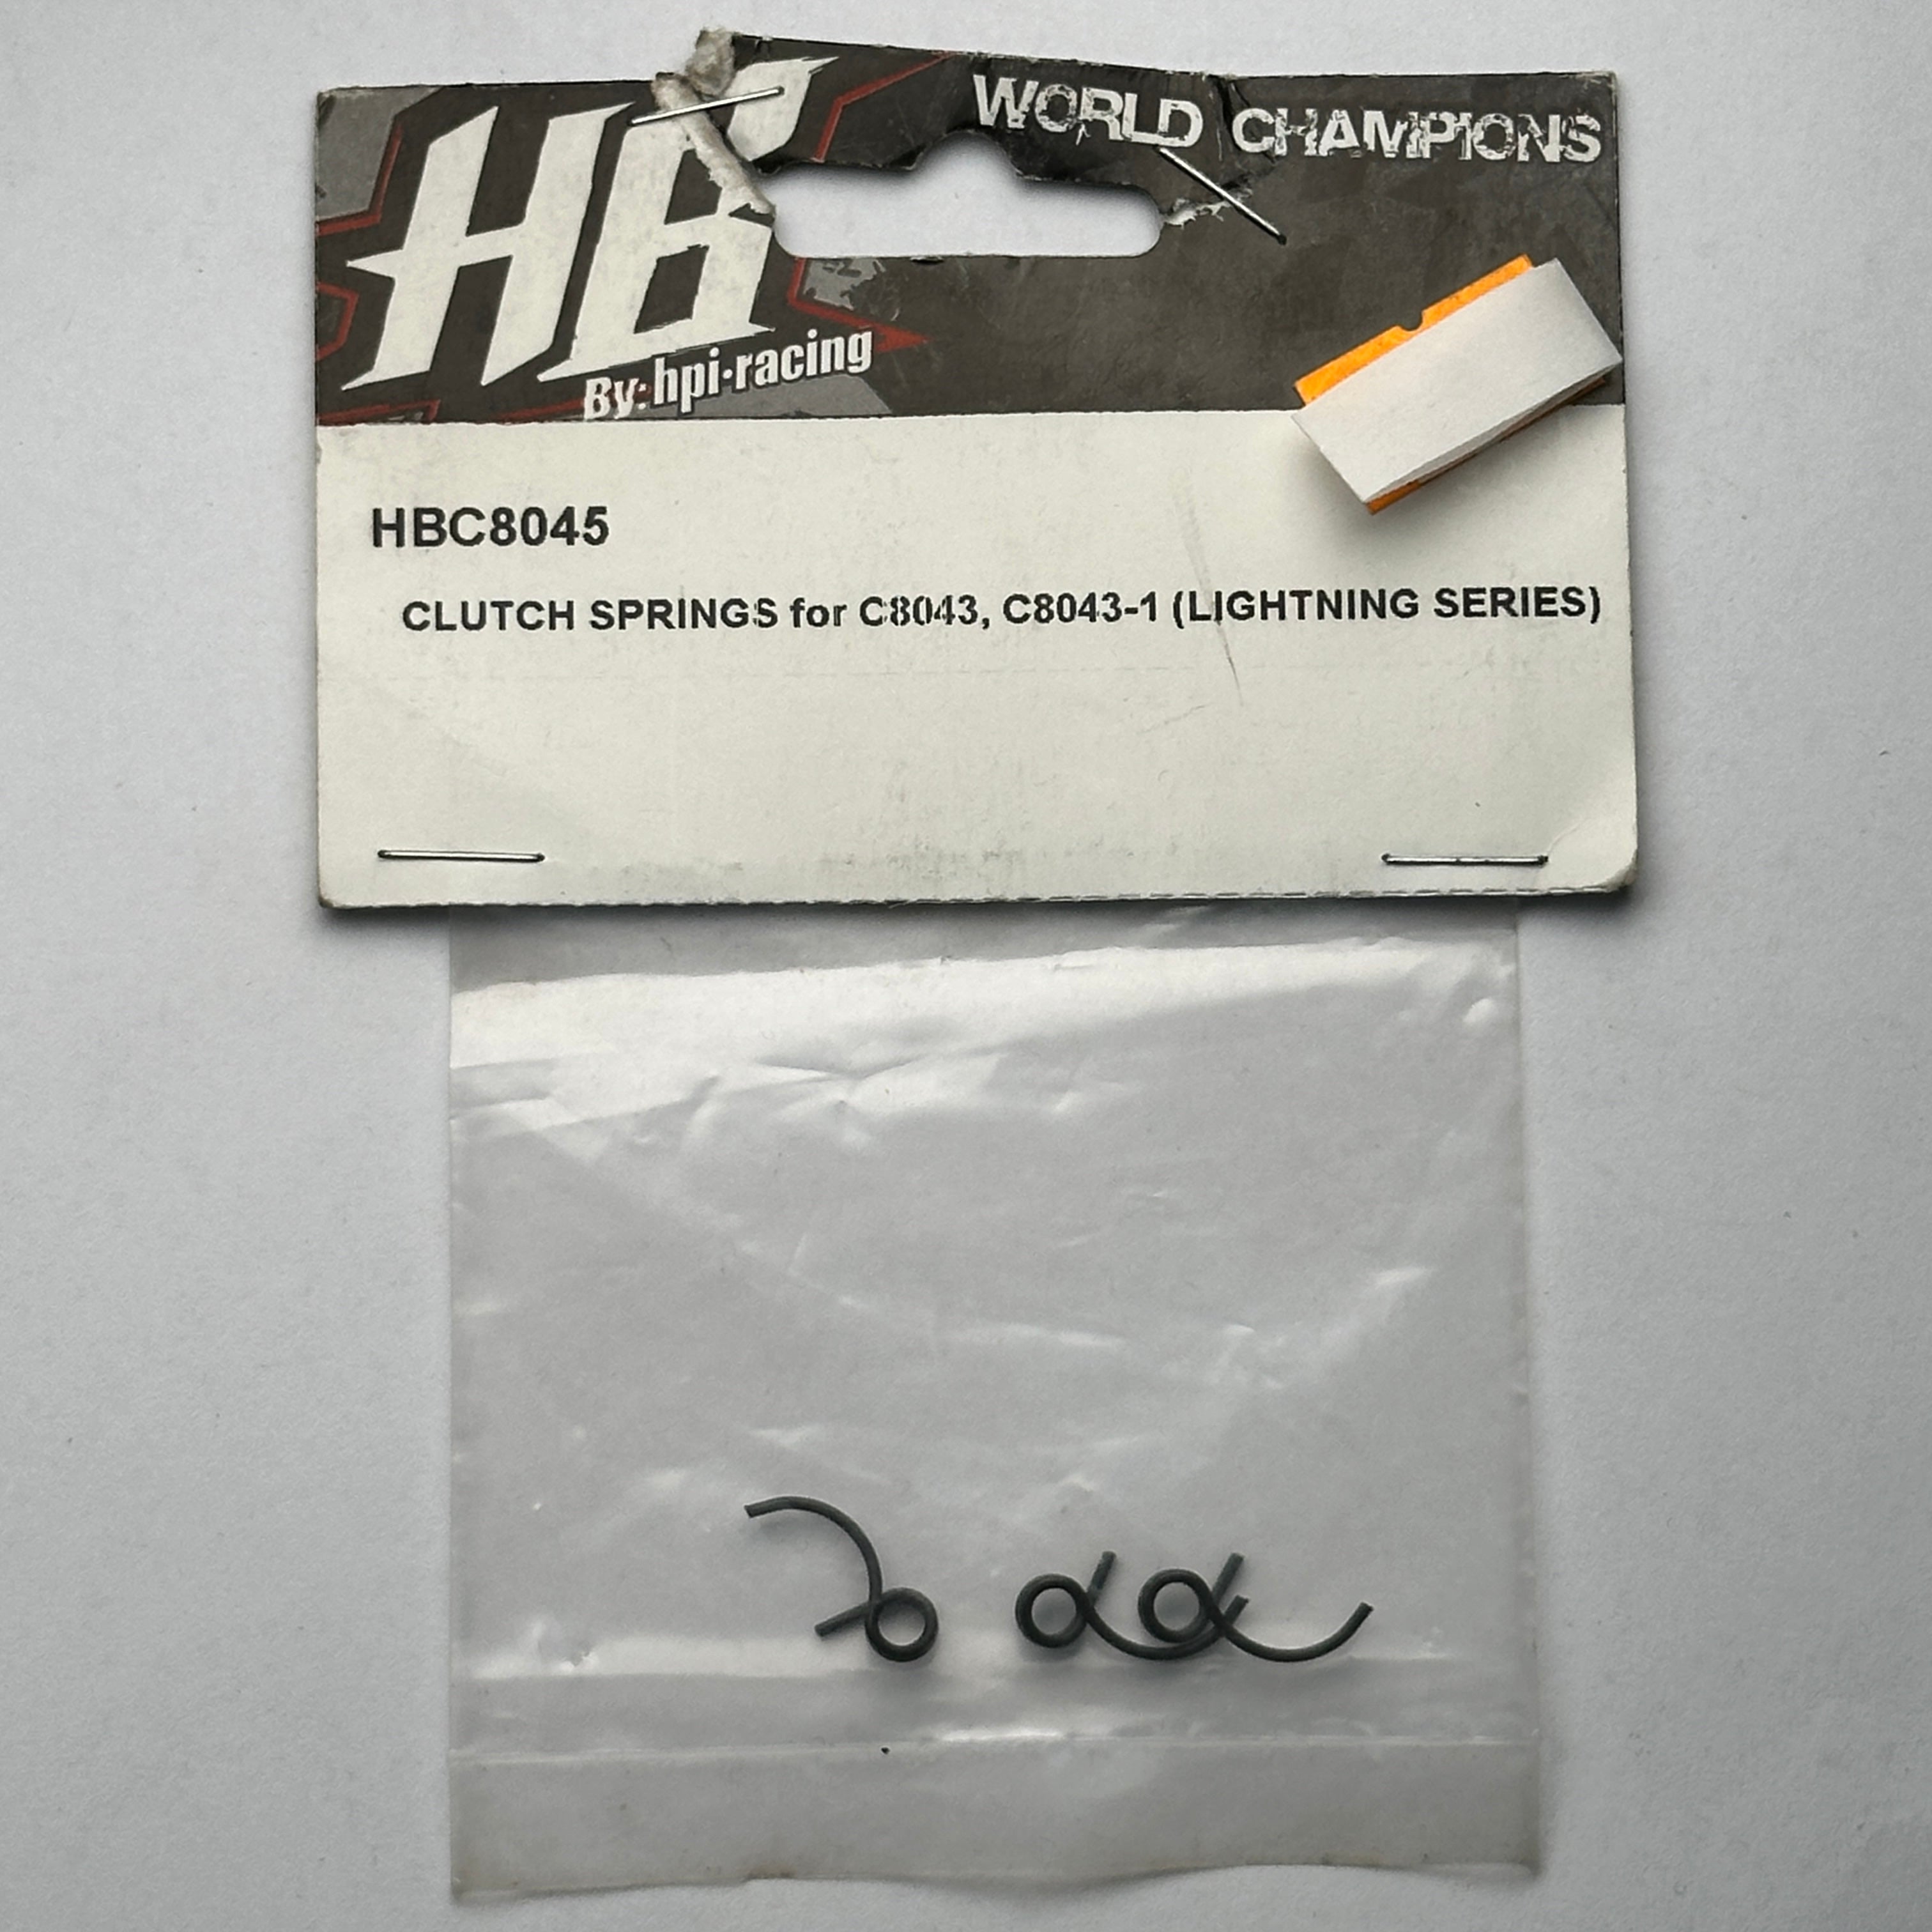 HB
WORLD CHAMPIONS
By: hpi·racing
HBC8045
CLUTCH SPRINGS for C8043, C8043-1 (LIGHTNING SERIES)